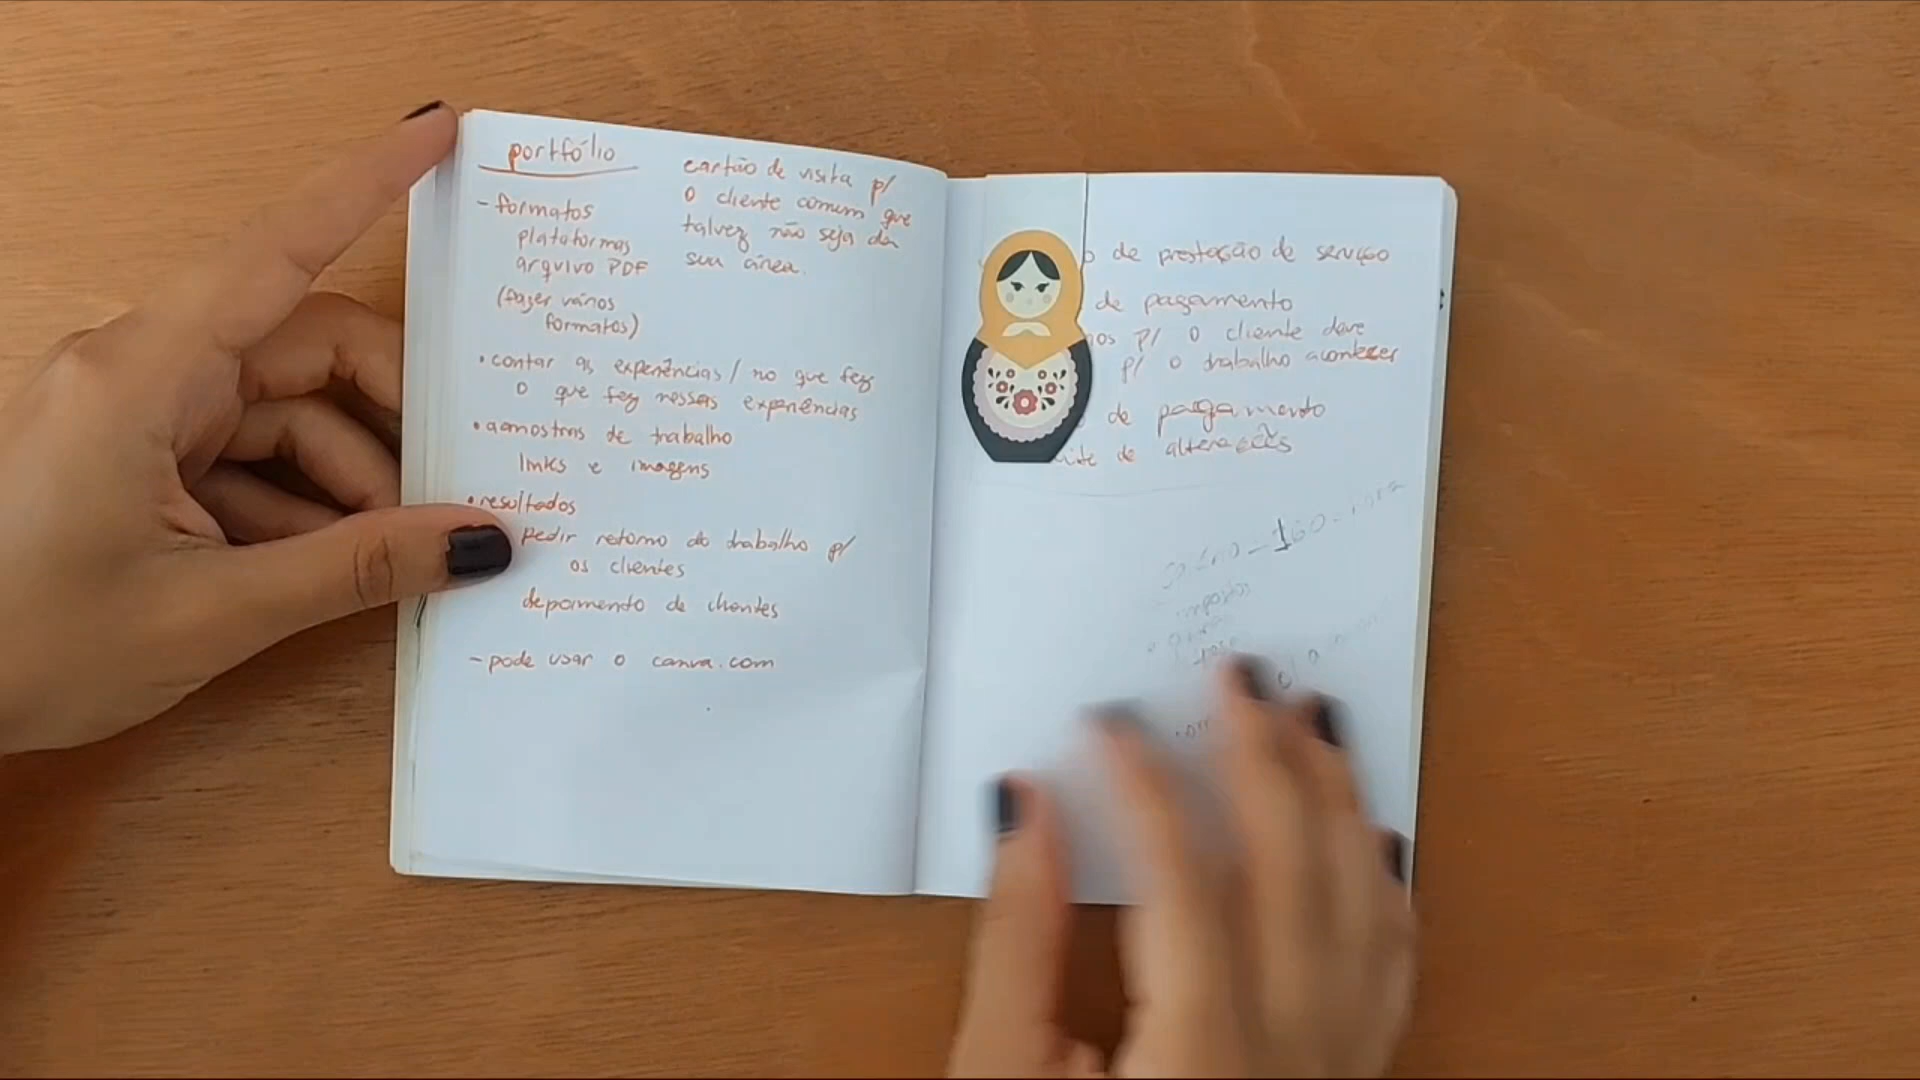 portfólio
- formatos
plataformas
arquivo PDF
(fazer vários
formatos)
cartão de visita p/
o cliente comum que
talvez não seja da
sua área.
• contar as experiências / no que fez
o que fez nessas experiências
• amostras de trabalho
links e imagens
• resultados
pedir retorno do trabalho p/
os clientes
depoimento de clientes
- pode usar o canva.com
de prestação de serviço
de pagamento
p/ o cliente deve
p/ o trabalho acontecer
de pagamento
de alterações
160
impostos